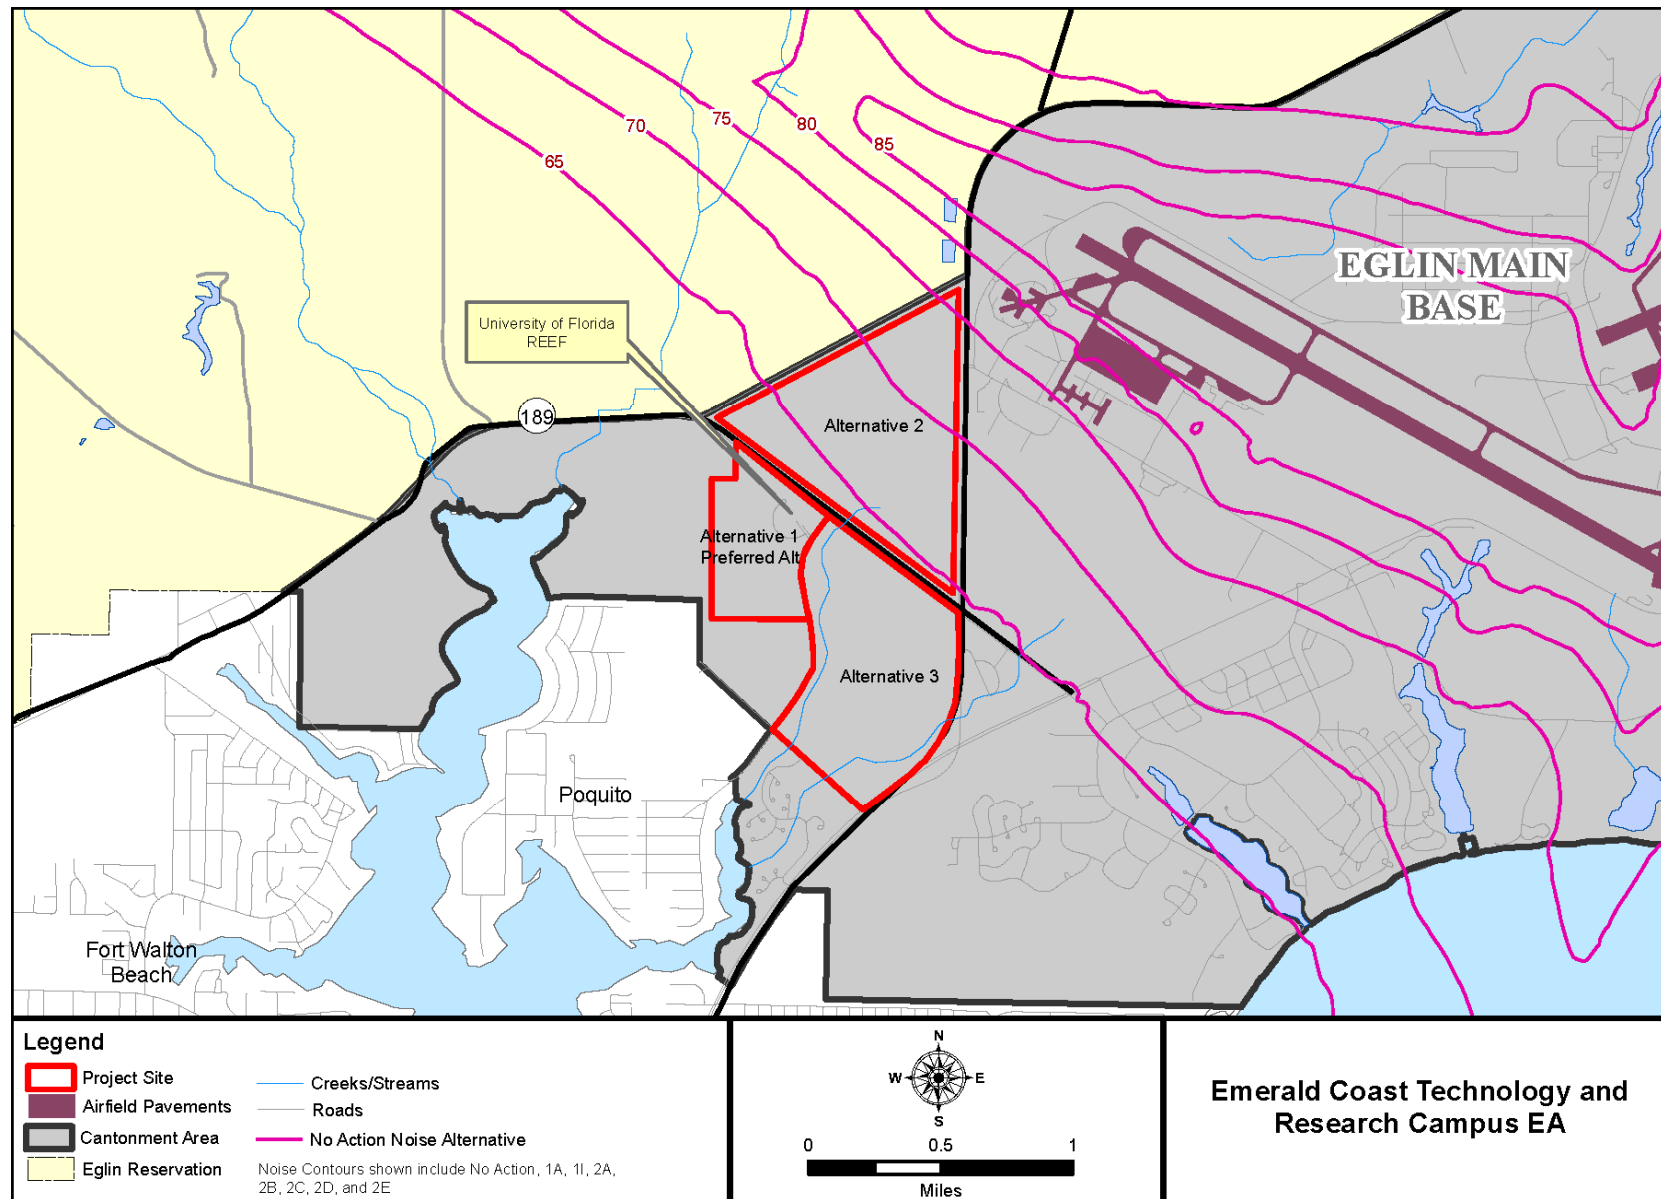 65
70
75
80
85
EGLIN MAIN
BASE
University of Florida
REEF
189
Alternative 2
Alternative 1
Preferred Alt
Alternative 3
Poquito
Fort Walton
Beach
Legend
Project Site
Airfield Pavements
Cantonment Area
Eglin Reservation
Creeks/Streams
Roads
No Action Noise Alternative
Noise Contours shown include No Action, 1A, 1I, 2A,
2B, 2C, 2D, and 2E
N
W
E
S
0
0.5
1
Miles
Emerald Coast Technology and
Research Campus EA